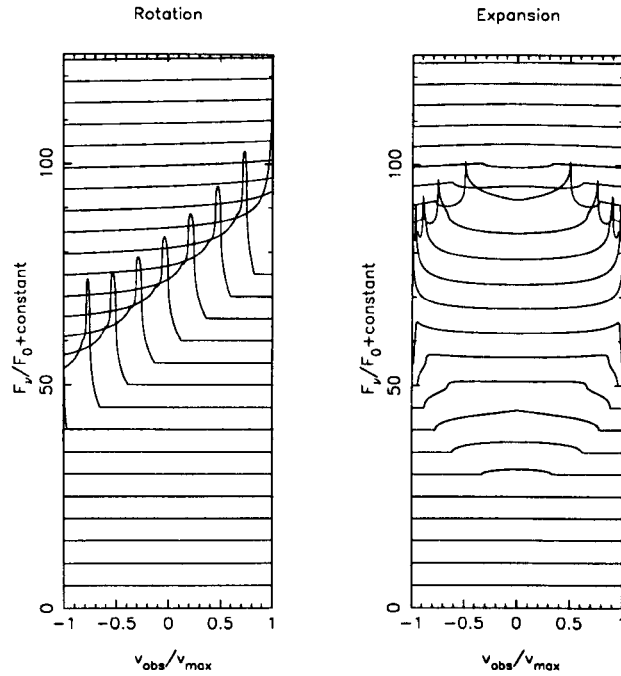 Rotation
F_ν/F_0+constant
100
50
0
-1
-0.5
0
0.5
1
v_obs/v_max
Expansion
F_ν/F_0+constant
100
50
0
-1
-0.5
0
0.5
1
v_obs/v_max